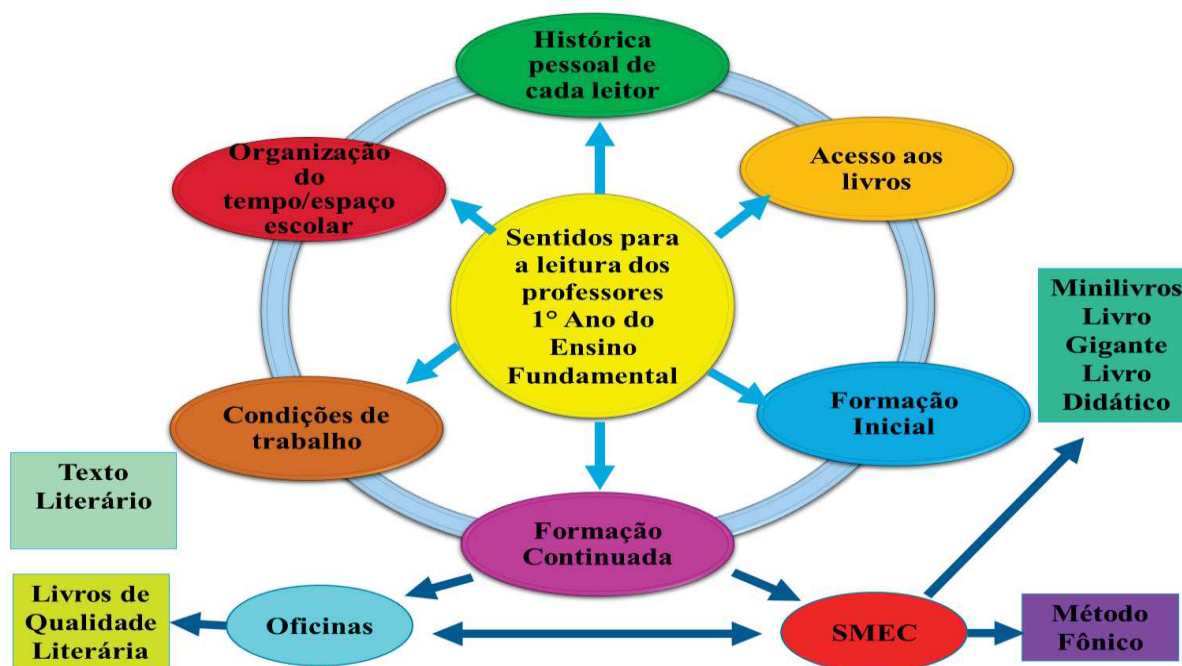 Histórica
pessoal de
cada leitor
Organização
do
tempo/espaço
escolar
Acesso aos
livros
Sentidos para
a leitura dos
professores
1° Ano do
Ensino
Fundamental
Minilivros
Livro
Gigante
Livro
Didático
Condições de
trabalho
Formação
Inicial
Texto
Literário
Formação
Continuada
Livros de
Qualidade
Literária
Oficinas
SMEC
Método
Fônico